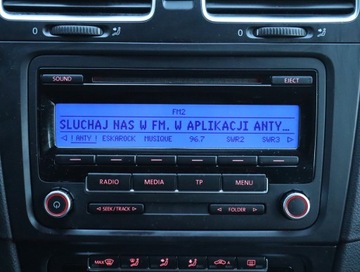 SOUND
EJECT
FM2
SLUCHAJ NAS W FM. W APLIKACJI ANTY...
! ANTY ! ESKAROCK MUSIQUE 96.7 SWR2 SWR3
RADIO MEDIA TP MENU
SEEK/TRACK FOLDER
MAX A/C